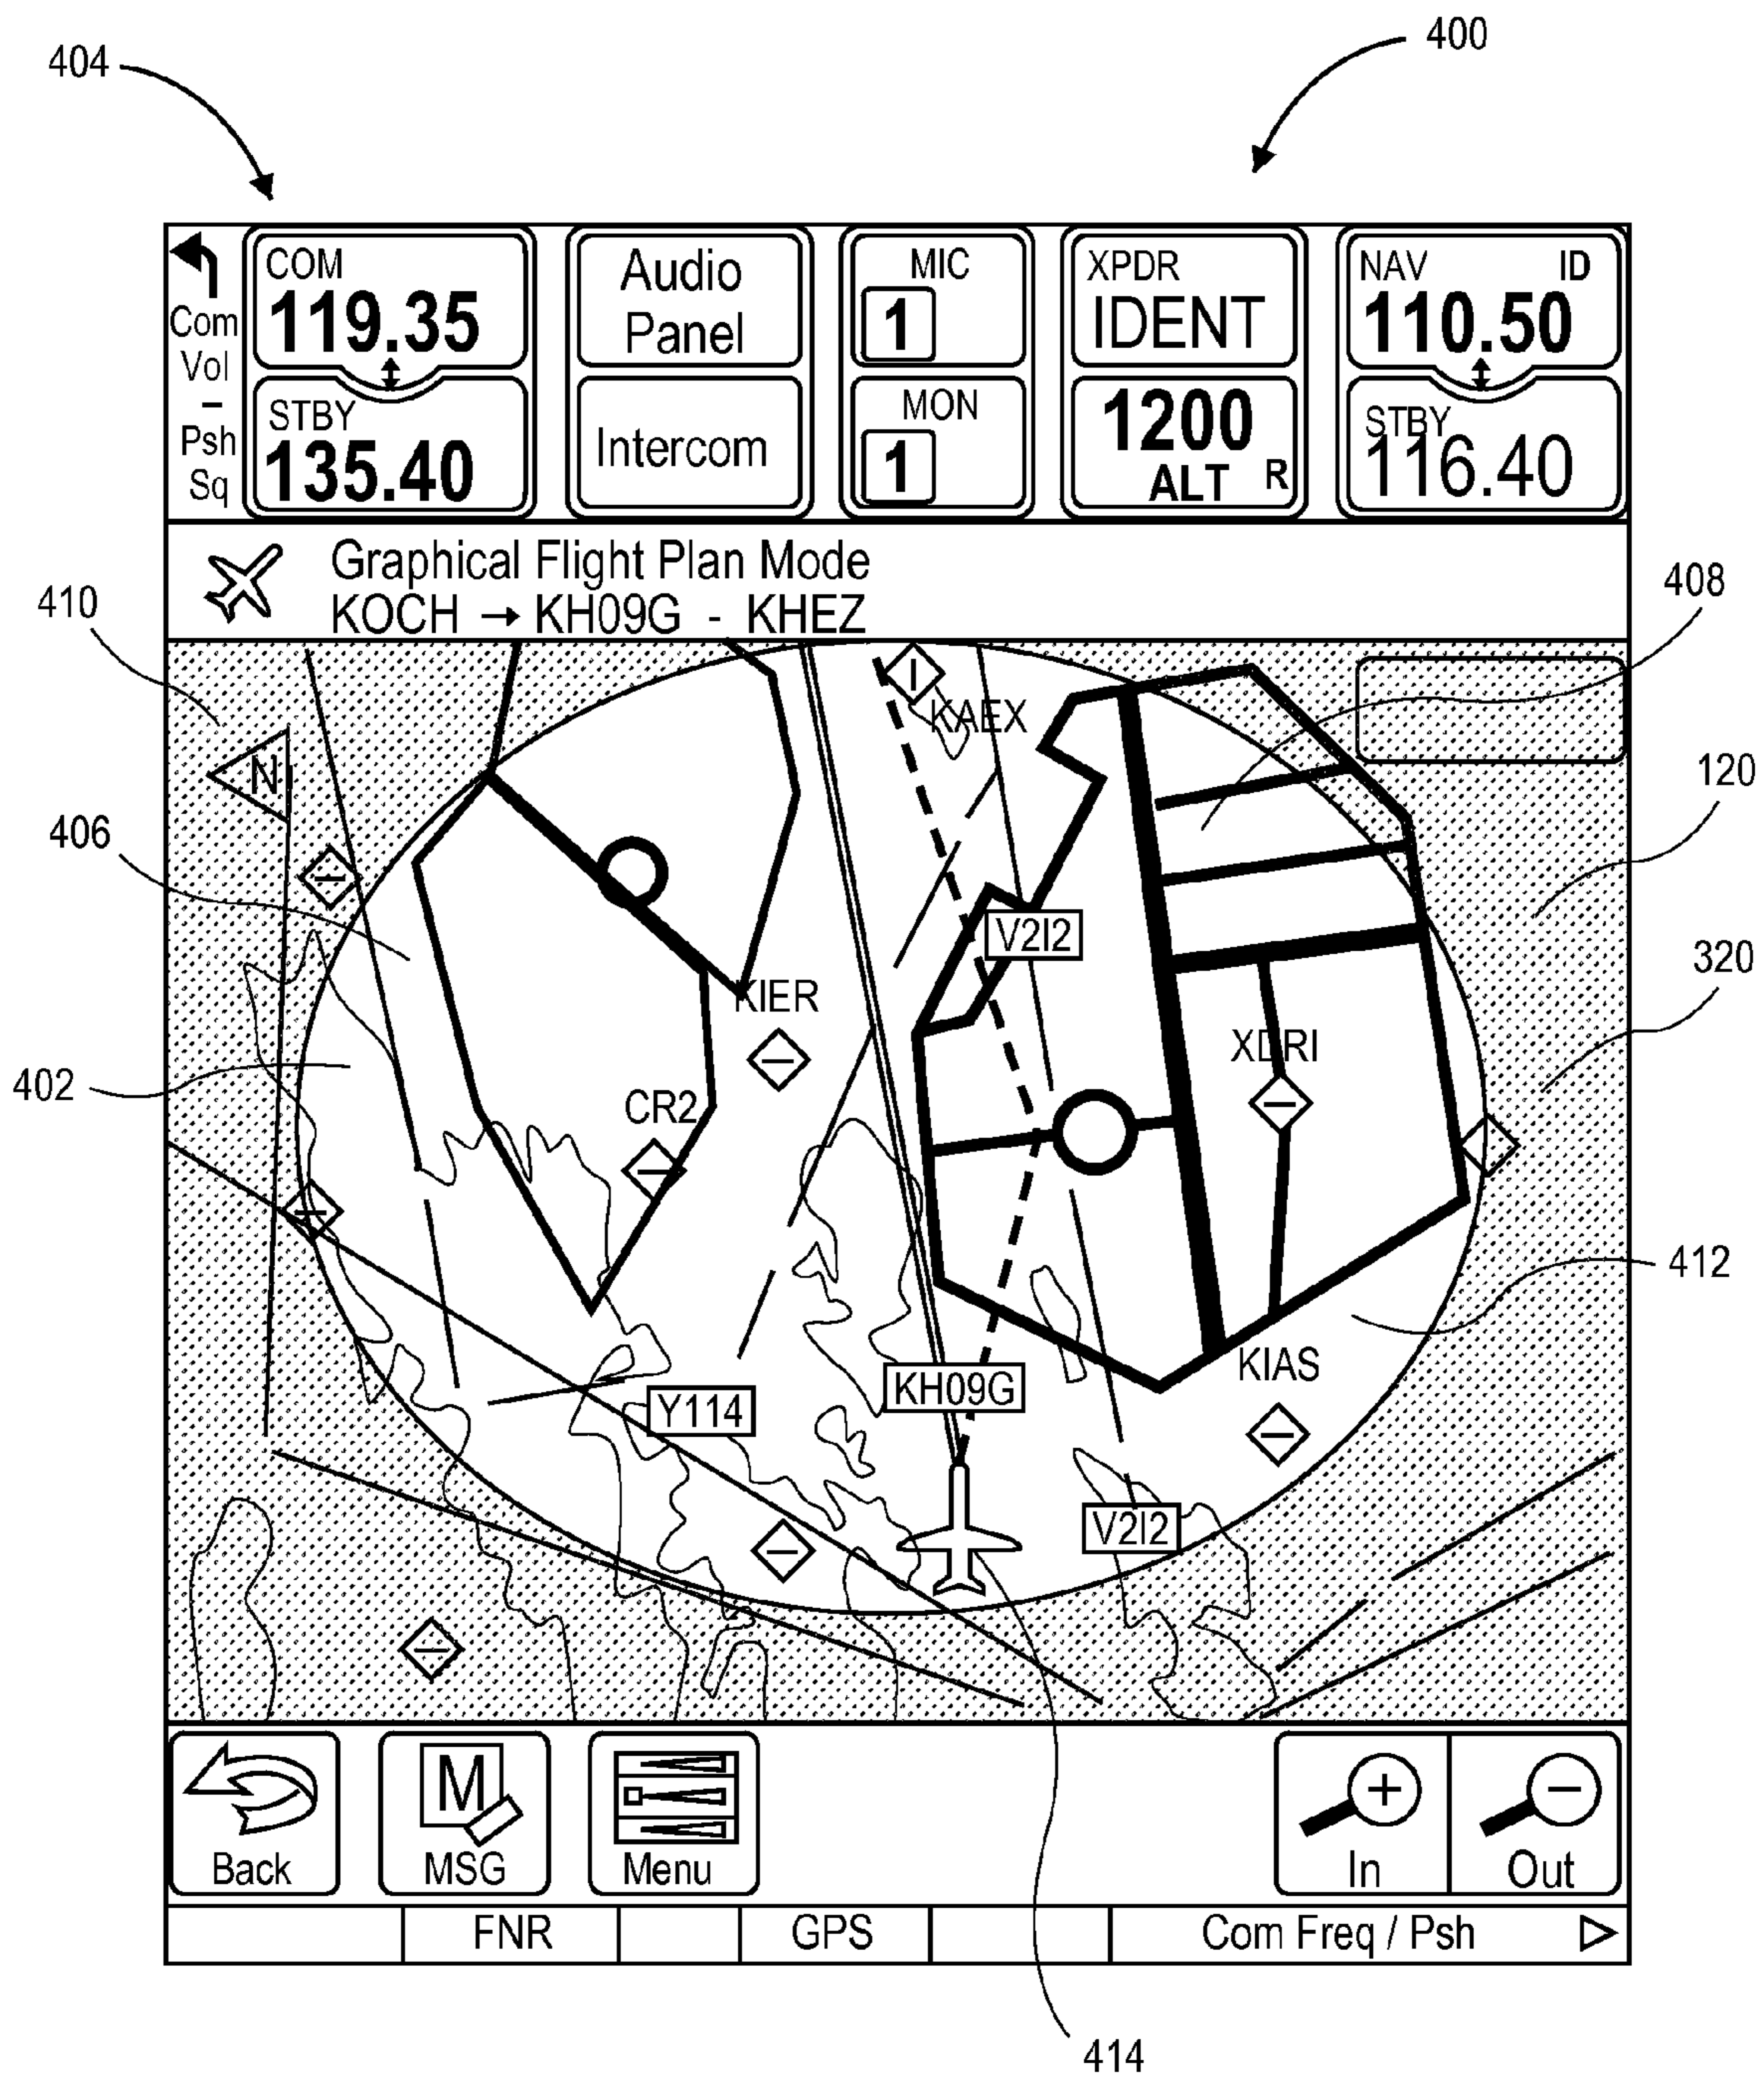 400
404
COM
119.35
STBY
135.40
Com
Vol
–
Psh
Sq
Audio
Panel
Intercom
MIC
1
MON
1
XPDR
IDENT
1200
ALT R
NAV ID
110.50
STBY
116.40
Graphical Flight Plan Mode
KOCH → KH09G - KHEZ
410
408
N
KAEX
120
406
V2I2
KIER
320
XDRI
402
CR2
412
KIAS
KH09G
Y114
V2I2
Back
M
MSG
Menu
In
Out
FNR
GPS
Com Freq / Psh
414